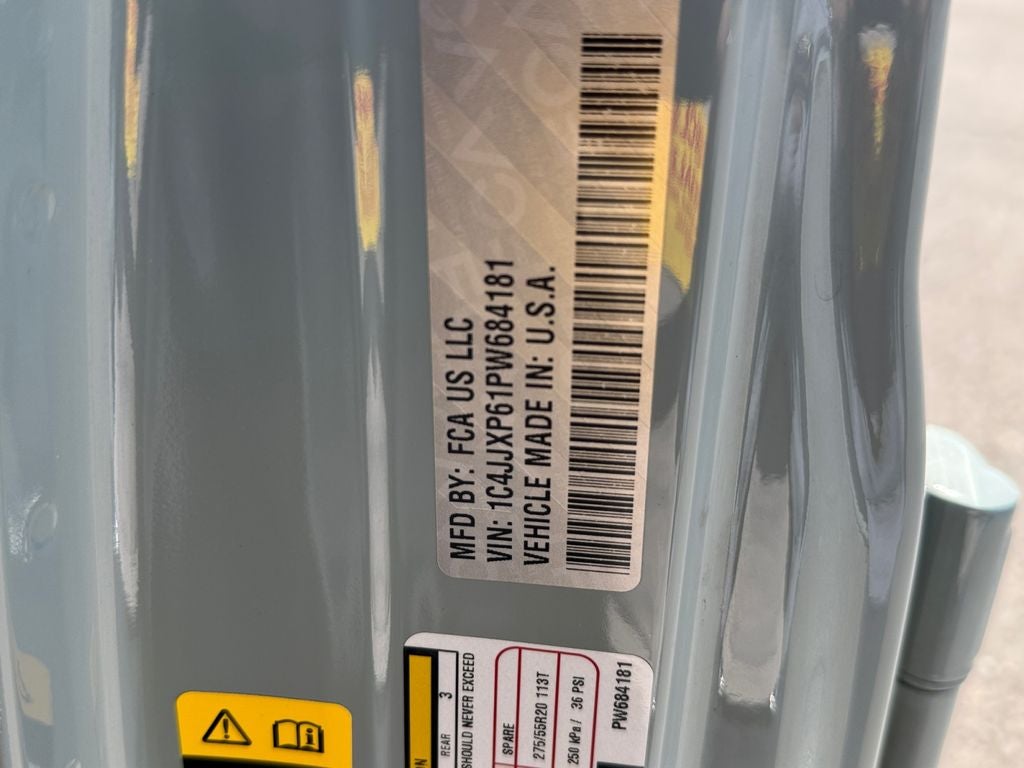 MFD BY: FCA US LLC
VIN: 1C4JJXP61PW684181
VEHICLE MADE IN: U.S.A.
REAR 3
SHOULD NEVER EXCEED
SPARE
275/55R20 113T
250 kPa / 36 PSI
PW684181